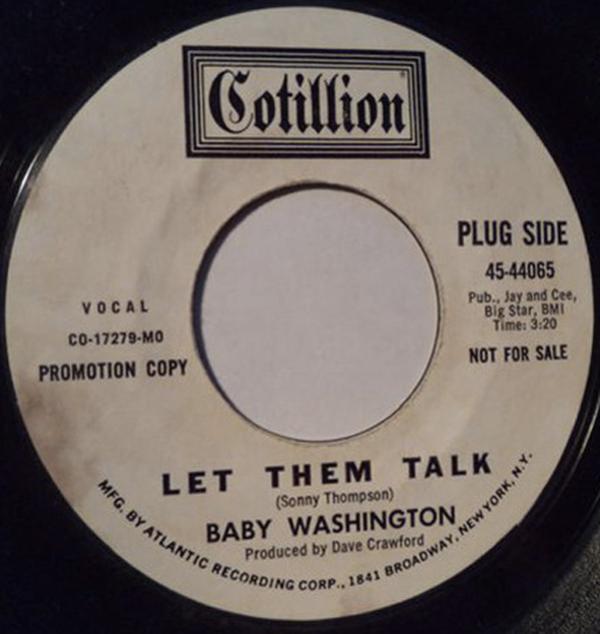 Cotillion
PLUG SIDE
45-44065
Pub., Jay and Cee,
Big Star, BMI
Time: 3:20
NOT FOR SALE
VOCAL
CO-17279-MO
PROMOTION COPY
LET THEM TALK
(Sonny Thompson)
BABY WASHINGTON
Produced by Dave Crawford
MFG. BY ATLANTIC RECORDING CORP., 1841 BROADWAY, NEW YORK, N.Y.